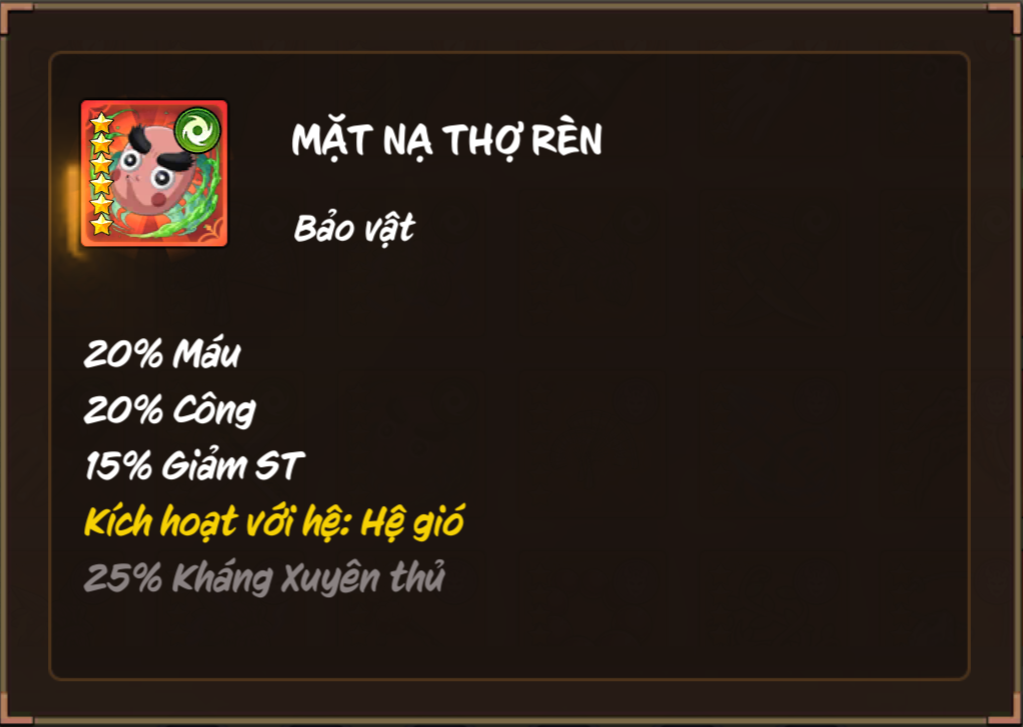 MẶT NẠ THỢ RÈN
Bảo vật
20% Máu
20% Công
15% Giảm ST
Kích hoạt với hệ: Hệ gió
25% Kháng Xuyên thủ